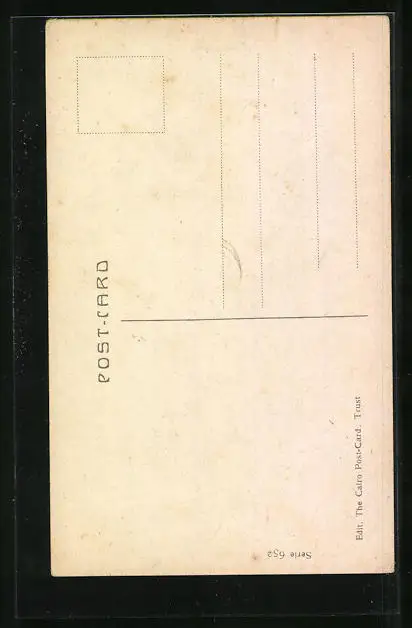 POST-CARD
Edit. The Cairo Post-Card. Trust
Serie 652